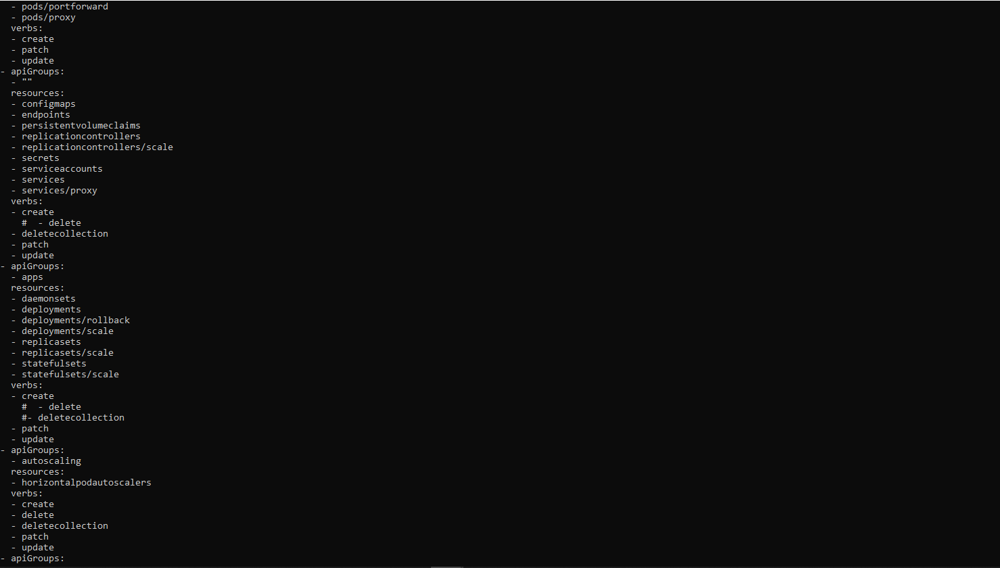 - pods/portforward
  - pods/proxy
  verbs:
  - create
  - patch
  - update
- apiGroups:
  - ""
  resources:
  - configmaps
  - endpoints
  - persistentvolumeclaims
  - replicationcontrollers
  - replicationcontrollers/scale
  - secrets
  - serviceaccounts
  - services
  - services/proxy
  verbs:
  - create
    #  - delete
  - deletecollection
  - patch
  - update
- apiGroups:
  - apps
  resources:
  - daemonsets
  - deployments
  - deployments/rollback
  - deployments/scale
  - replicasets
  - replicasets/scale
  - statefulsets
  - statefulsets/scale
  verbs:
  - create
    #  - delete
    #- deletecollection
  - patch
  - update
- apiGroups:
  - autoscaling
  resources:
  - horizontalpodautoscalers
  verbs:
  - create
  - delete
  - deletecollection
  - patch
  - update
- apiGroups: